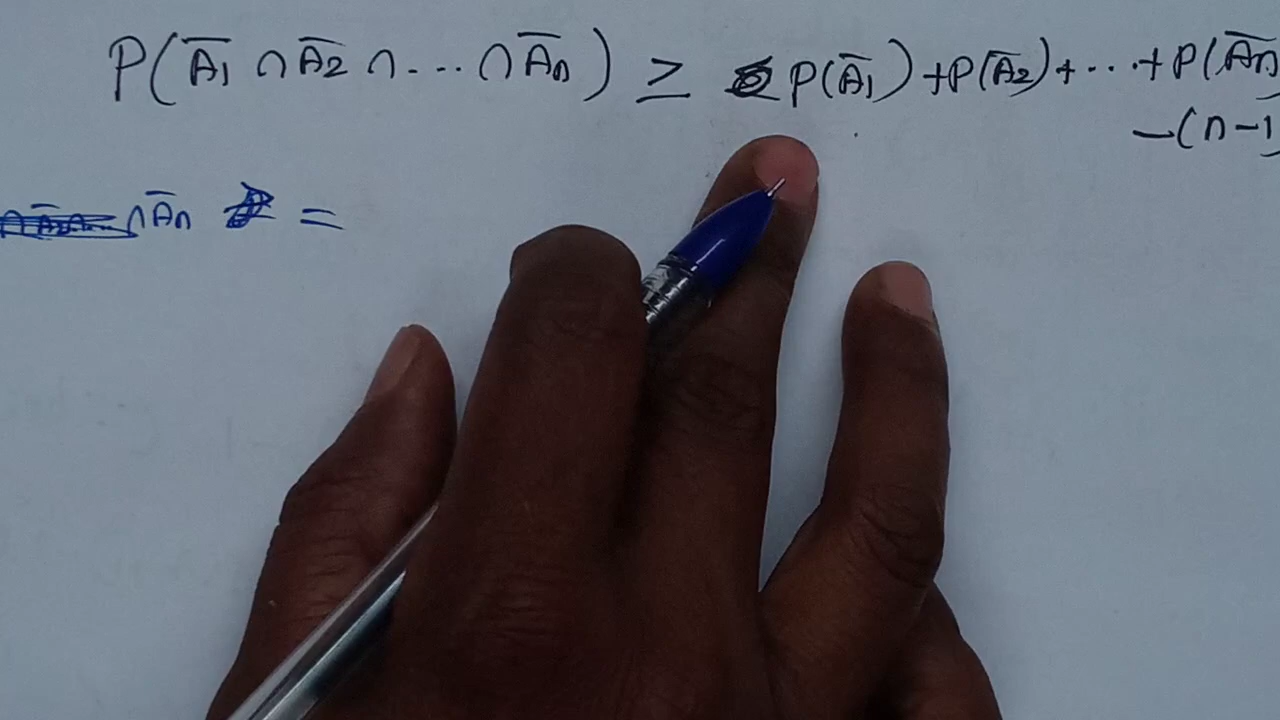 P(A̅1 ∩ A̅2 ∩ ... ∩ A̅n) ≥ P(A̅1) + P(A̅2) + ... + P(A̅n
-(n-1)
∩ A̅n =